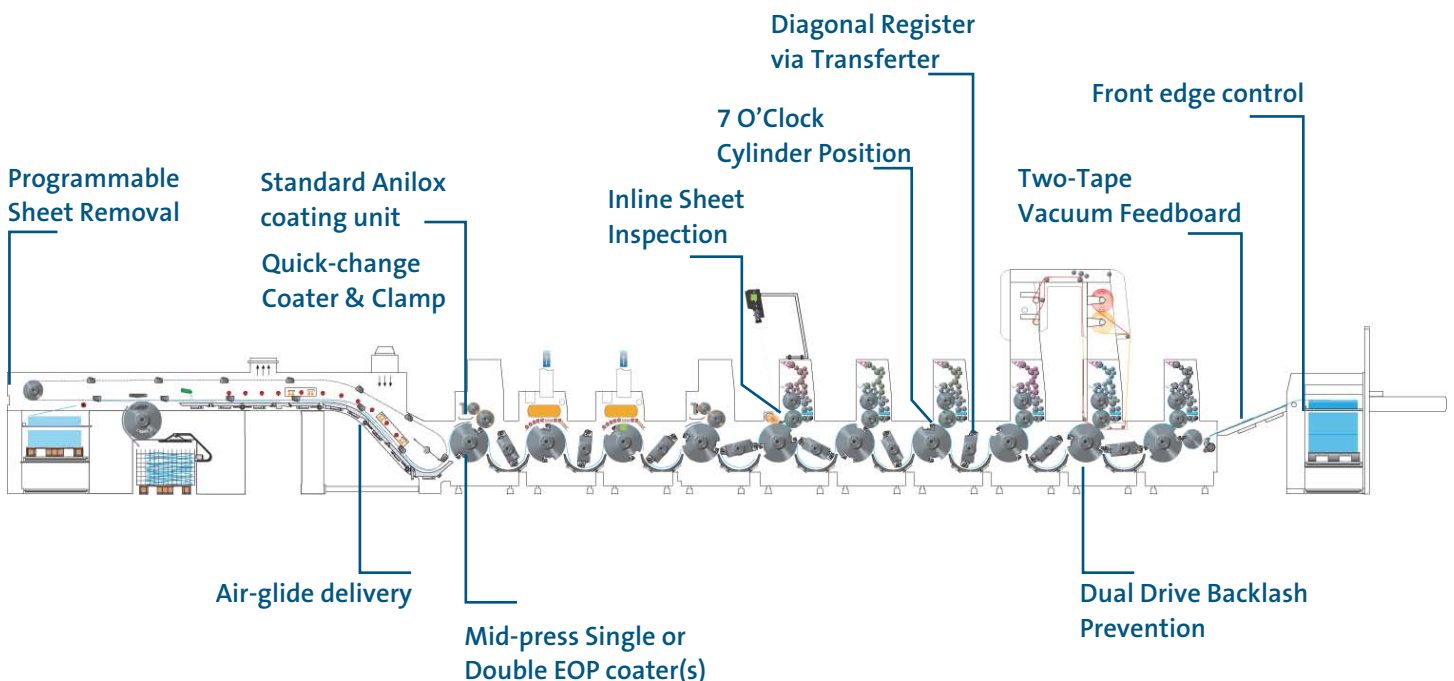 Diagonal Register
via Transferter
Front edge control
7 O’Clock
Cylinder Position
Programmable
Sheet Removal
Standard Anilox
coating unit
Quick-change
Coater & Clamp
Inline Sheet
Inspection
Two-Tape
Vacuum Feedboard
Air-glide delivery
Mid-press Single or
Double EOP coater(s)
Dual Drive Backlash
Prevention